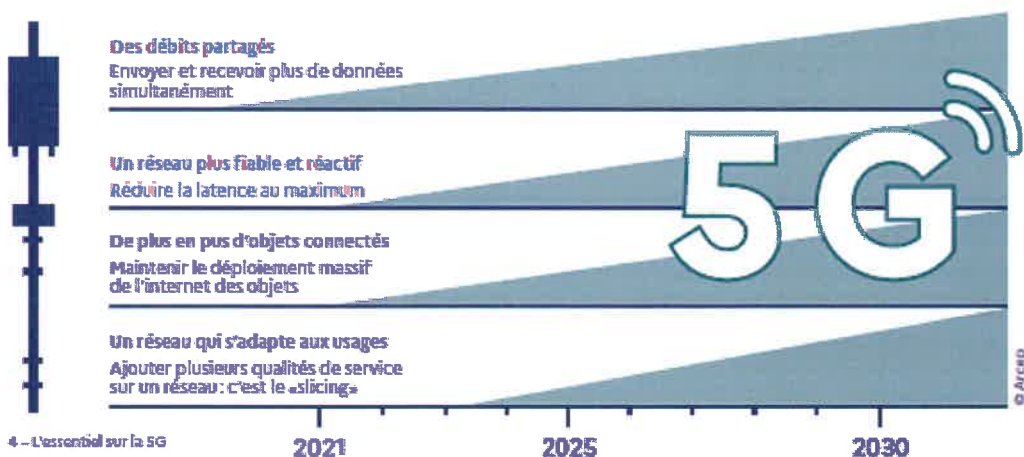 Des débits partagés
Envoyer et recevoir plus de données
simultanément
Un réseau plus fiable et réactif
Réduire la latence au maximum
De plus en pus d'objets connectés
Maintenir le déploiement massif
de l'internet des objets
Un réseau qui s'adapte aux usages
Ajouter plusieurs qualités de service
sur un réseau : c'est le «slicing»
5G
© Arcep
4 – L'essentiel sur la 5G
2021 2025 2030